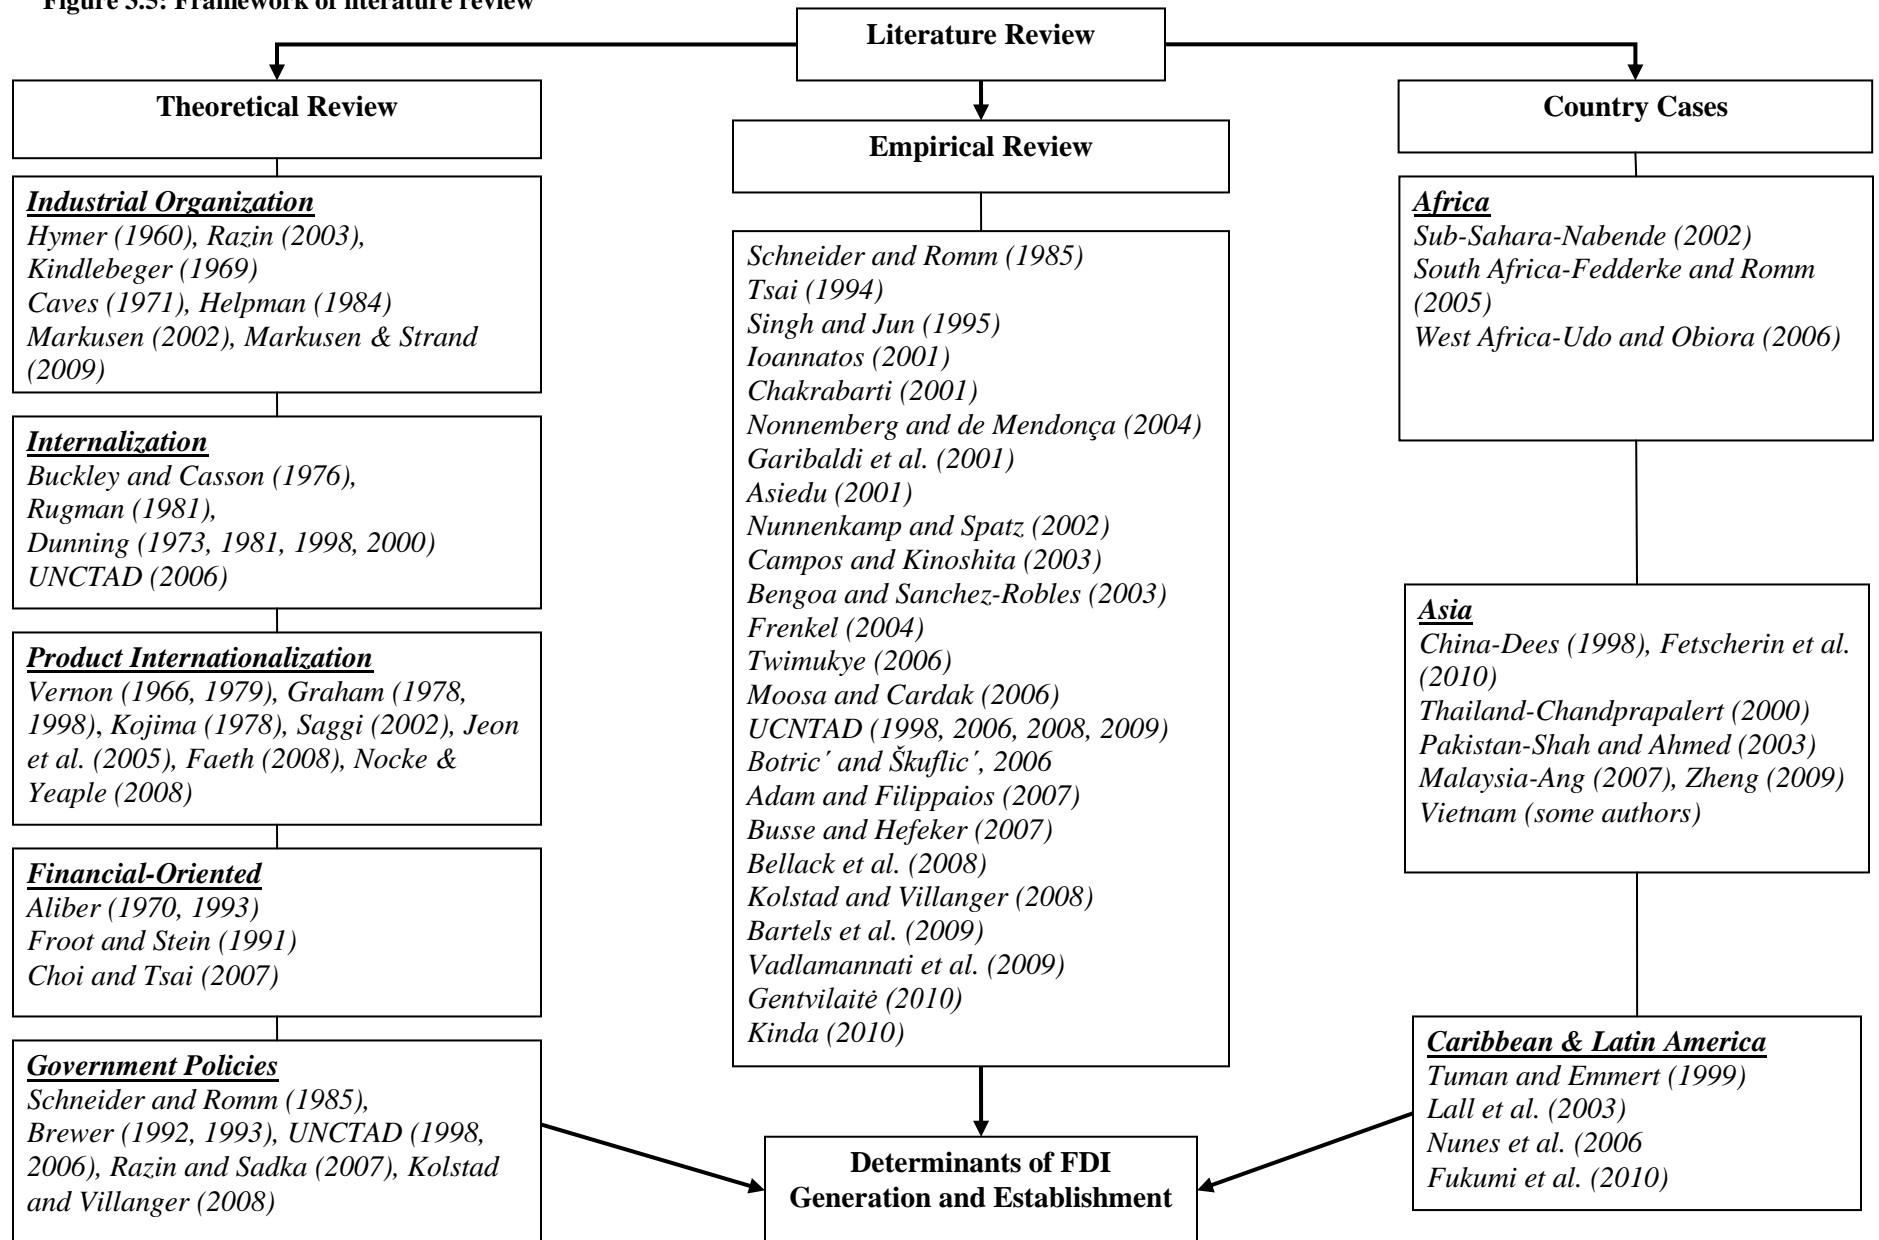 Figure 3.5: Framework of literature review
Literature Review
Theoretical Review
Industrial Organization
Hymer (1960), Razin (2003),
Kindlebeger (1969)
Caves (1971), Helpman (1984)
Markusen (2002), Markusen & Strand
(2009)
Internalization
Buckley and Casson (1976),
Rugman (1981),
Dunning (1973, 1981, 1998, 2000)
UNCTAD (2006)
Product Internationalization
Vernon (1966, 1979), Graham (1978,
1998), Kojima (1978), Saggi (2002), Jeon
et al. (2005), Faeth (2008), Nocke &
Yeaple (2008)
Financial-Oriented
Aliber (1970, 1993)
Froot and Stein (1991)
Choi and Tsai (2007)
Government Policies
Schneider and Romm (1985),
Brewer (1992, 1993), UNCTAD (1998,
2006), Razin and Sadka (2007), Kolstad
and Villanger (2008)
Empirical Review
Schneider and Romm (1985)
Tsai (1994)
Singh and Jun (1995)
Ioannatos (2001)
Chakrabarti (2001)
Nonnemberg and de Mendonça (2004)
Garibaldi et al. (2001)
Asiedu (2001)
Nunnenkamp and Spatz (2002)
Campos and Kinoshita (2003)
Bengoa and Sanchez-Robles (2003)
Frenkel (2004)
Twimukye (2006)
Moosa and Cardak (2006)
UCNTAD (1998, 2006, 2008, 2009)
Botric´ and Škuflic´, 2006
Adam and Filippaios (2007)
Busse and Hefeker (2007)
Bellack et al. (2008)
Kolstad and Villanger (2008)
Bartels et al. (2009)
Vadlamannati et al. (2009)
Gentvilaitė (2010)
Kinda (2010)
Country Cases
Africa
Sub-Sahara-Nabende (2002)
South Africa-Fedderke and Romm
(2005)
West Africa-Udo and Obiora (2006)
Asia
China-Dees (1998), Fetscherin et al.
(2010)
Thailand-Chandprapalert (2000)
Pakistan-Shah and Ahmed (2003)
Malaysia-Ang (2007), Zheng (2009)
Vietnam (some authors)
Caribbean & Latin America
Tuman and Emmert (1999)
Lall et al. (2003)
Nunes et al. (2006
Fukumi et al. (2010)
Determinants of FDI
Generation and Establishment